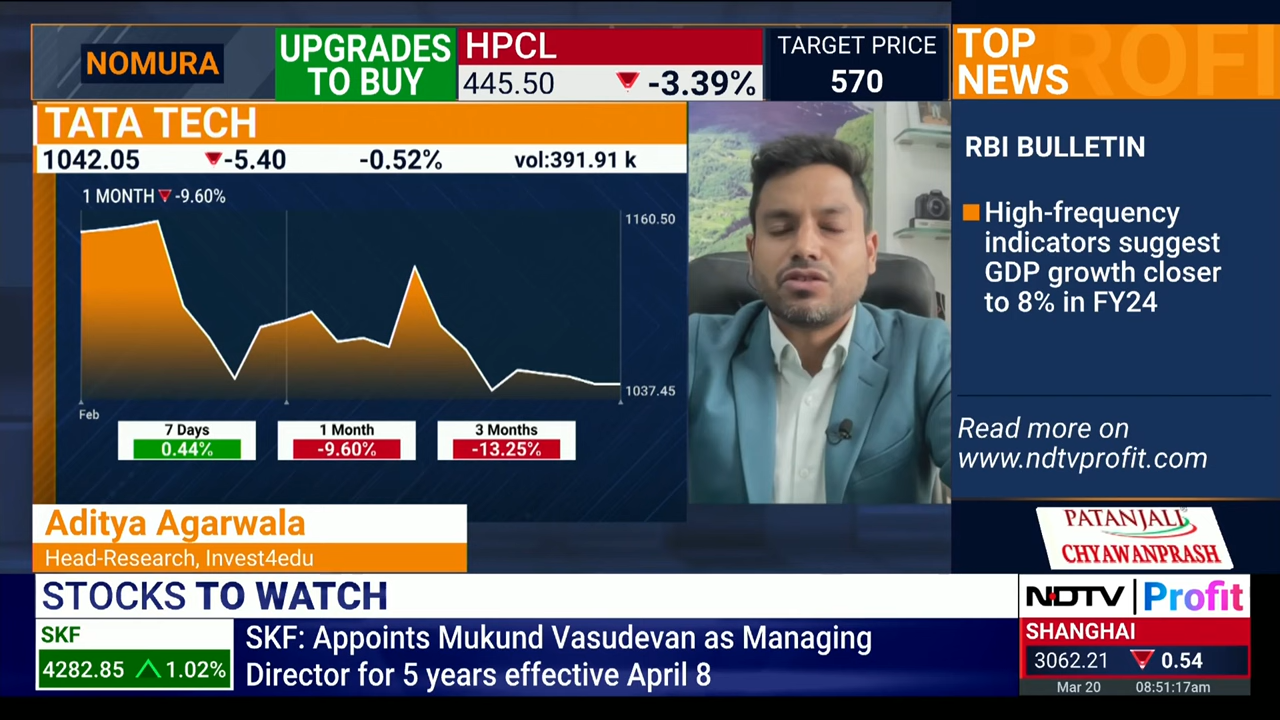 NOMURA
UPGRADES
TO BUY
HPCL
445.50 -3.39%
TARGET PRICE
570
TOP
NEWS
PROFI
TATA TECH
1042.05 -5.40 -0.52% vol:391.91 k
1 MONTH -9.60%
1160.50
1037.45
Feb
7 Days
0.44%
1 Month
-9.60%
3 Months
-13.25%
RBI BULLETIN
High-frequency
indicators suggest
GDP growth closer
to 8% in FY24
Read more on
www.ndtvprofit.com
PATANJALI®
CHYAWANPRASH
Aditya Agarwala
Head-Research, Invest4edu
STOCKS TO WATCH
SKF
4282.85 1.02%
SKF: Appoints Mukund Vasudevan as Managing
Director for 5 years effective April 8
NDTV Profit
SHANGHAI
3062.21 0.54
Mar 20 08:51:17am